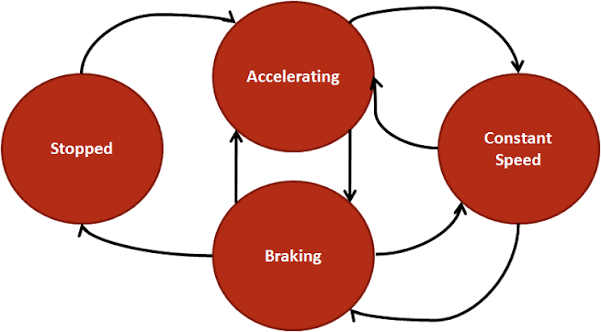 Accelerating
Stopped
Constant
Speed
Braking